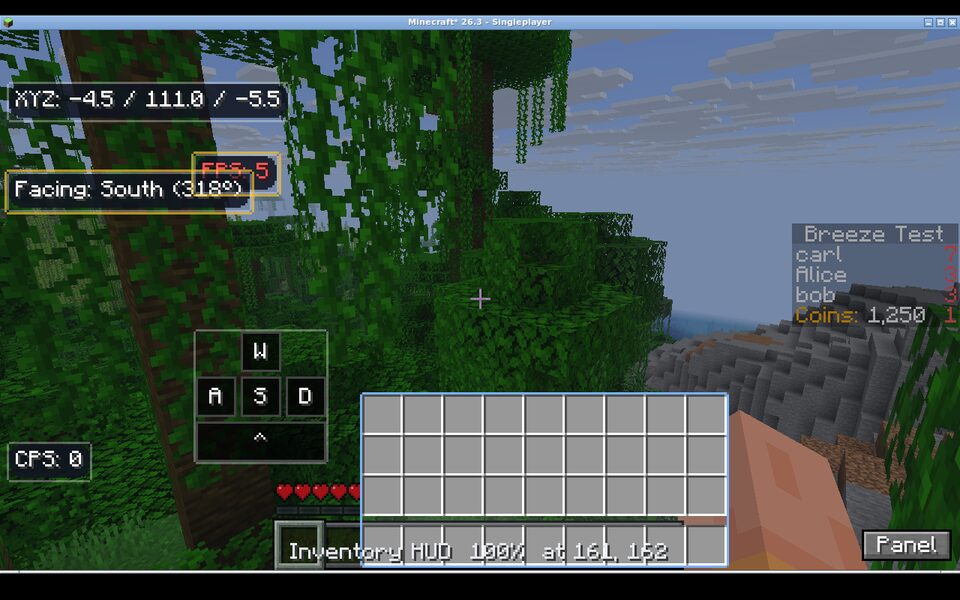 Minecraft* 26.3 - Singleplayer
XYZ: -4.5 / 111.0 / -5.5
FPS: 5
Facing: South (318°)
Breeze Test
carl
Alice 3
bob 3
Coins: 1,250 1
W
A S D
^
CPS: 0
Inventory HUD 100% at 161, 162
Panel